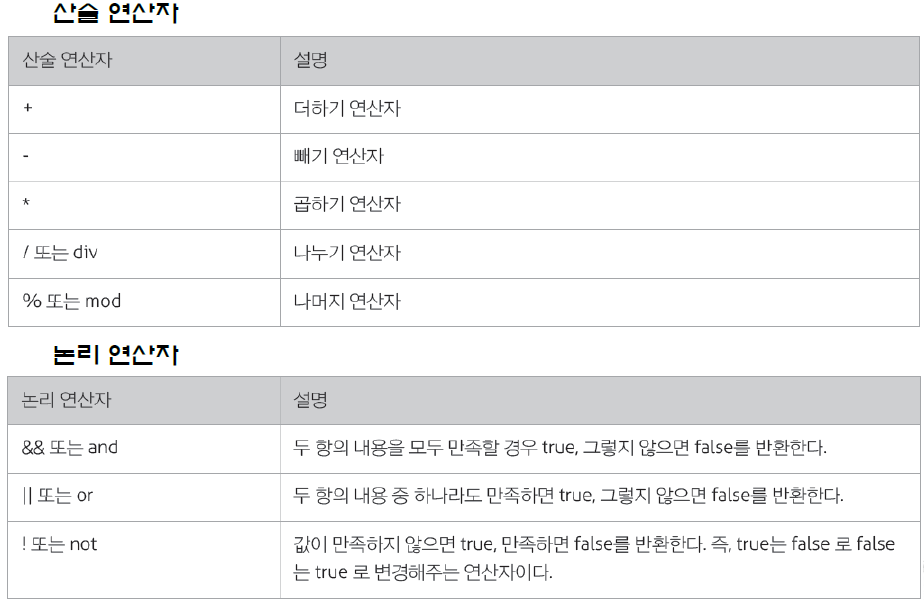 산술 연산자
산술 연산자 설명
+ 더하기 연산자
- 빼기 연산자
* 곱하기 연산자
/ 또는 div 나누기 연산자
% 또는 mod 나머지 연산자
논리 연산자
논리 연산자 설명
&& 또는 and 두 항의 내용을 모두 만족할 경우 true, 그렇지 않으면 false를 반환한다.
|| 또는 or 두 항의 내용 중 하나라도 만족하면 true, 그렇지 않으면 false를 반환한다.
! 또는 not 값이 만족하지 않으면 true, 만족하면 false를 반환한다. 즉, true는 false 로 false
는 true 로 변경해주는 연산자이다.